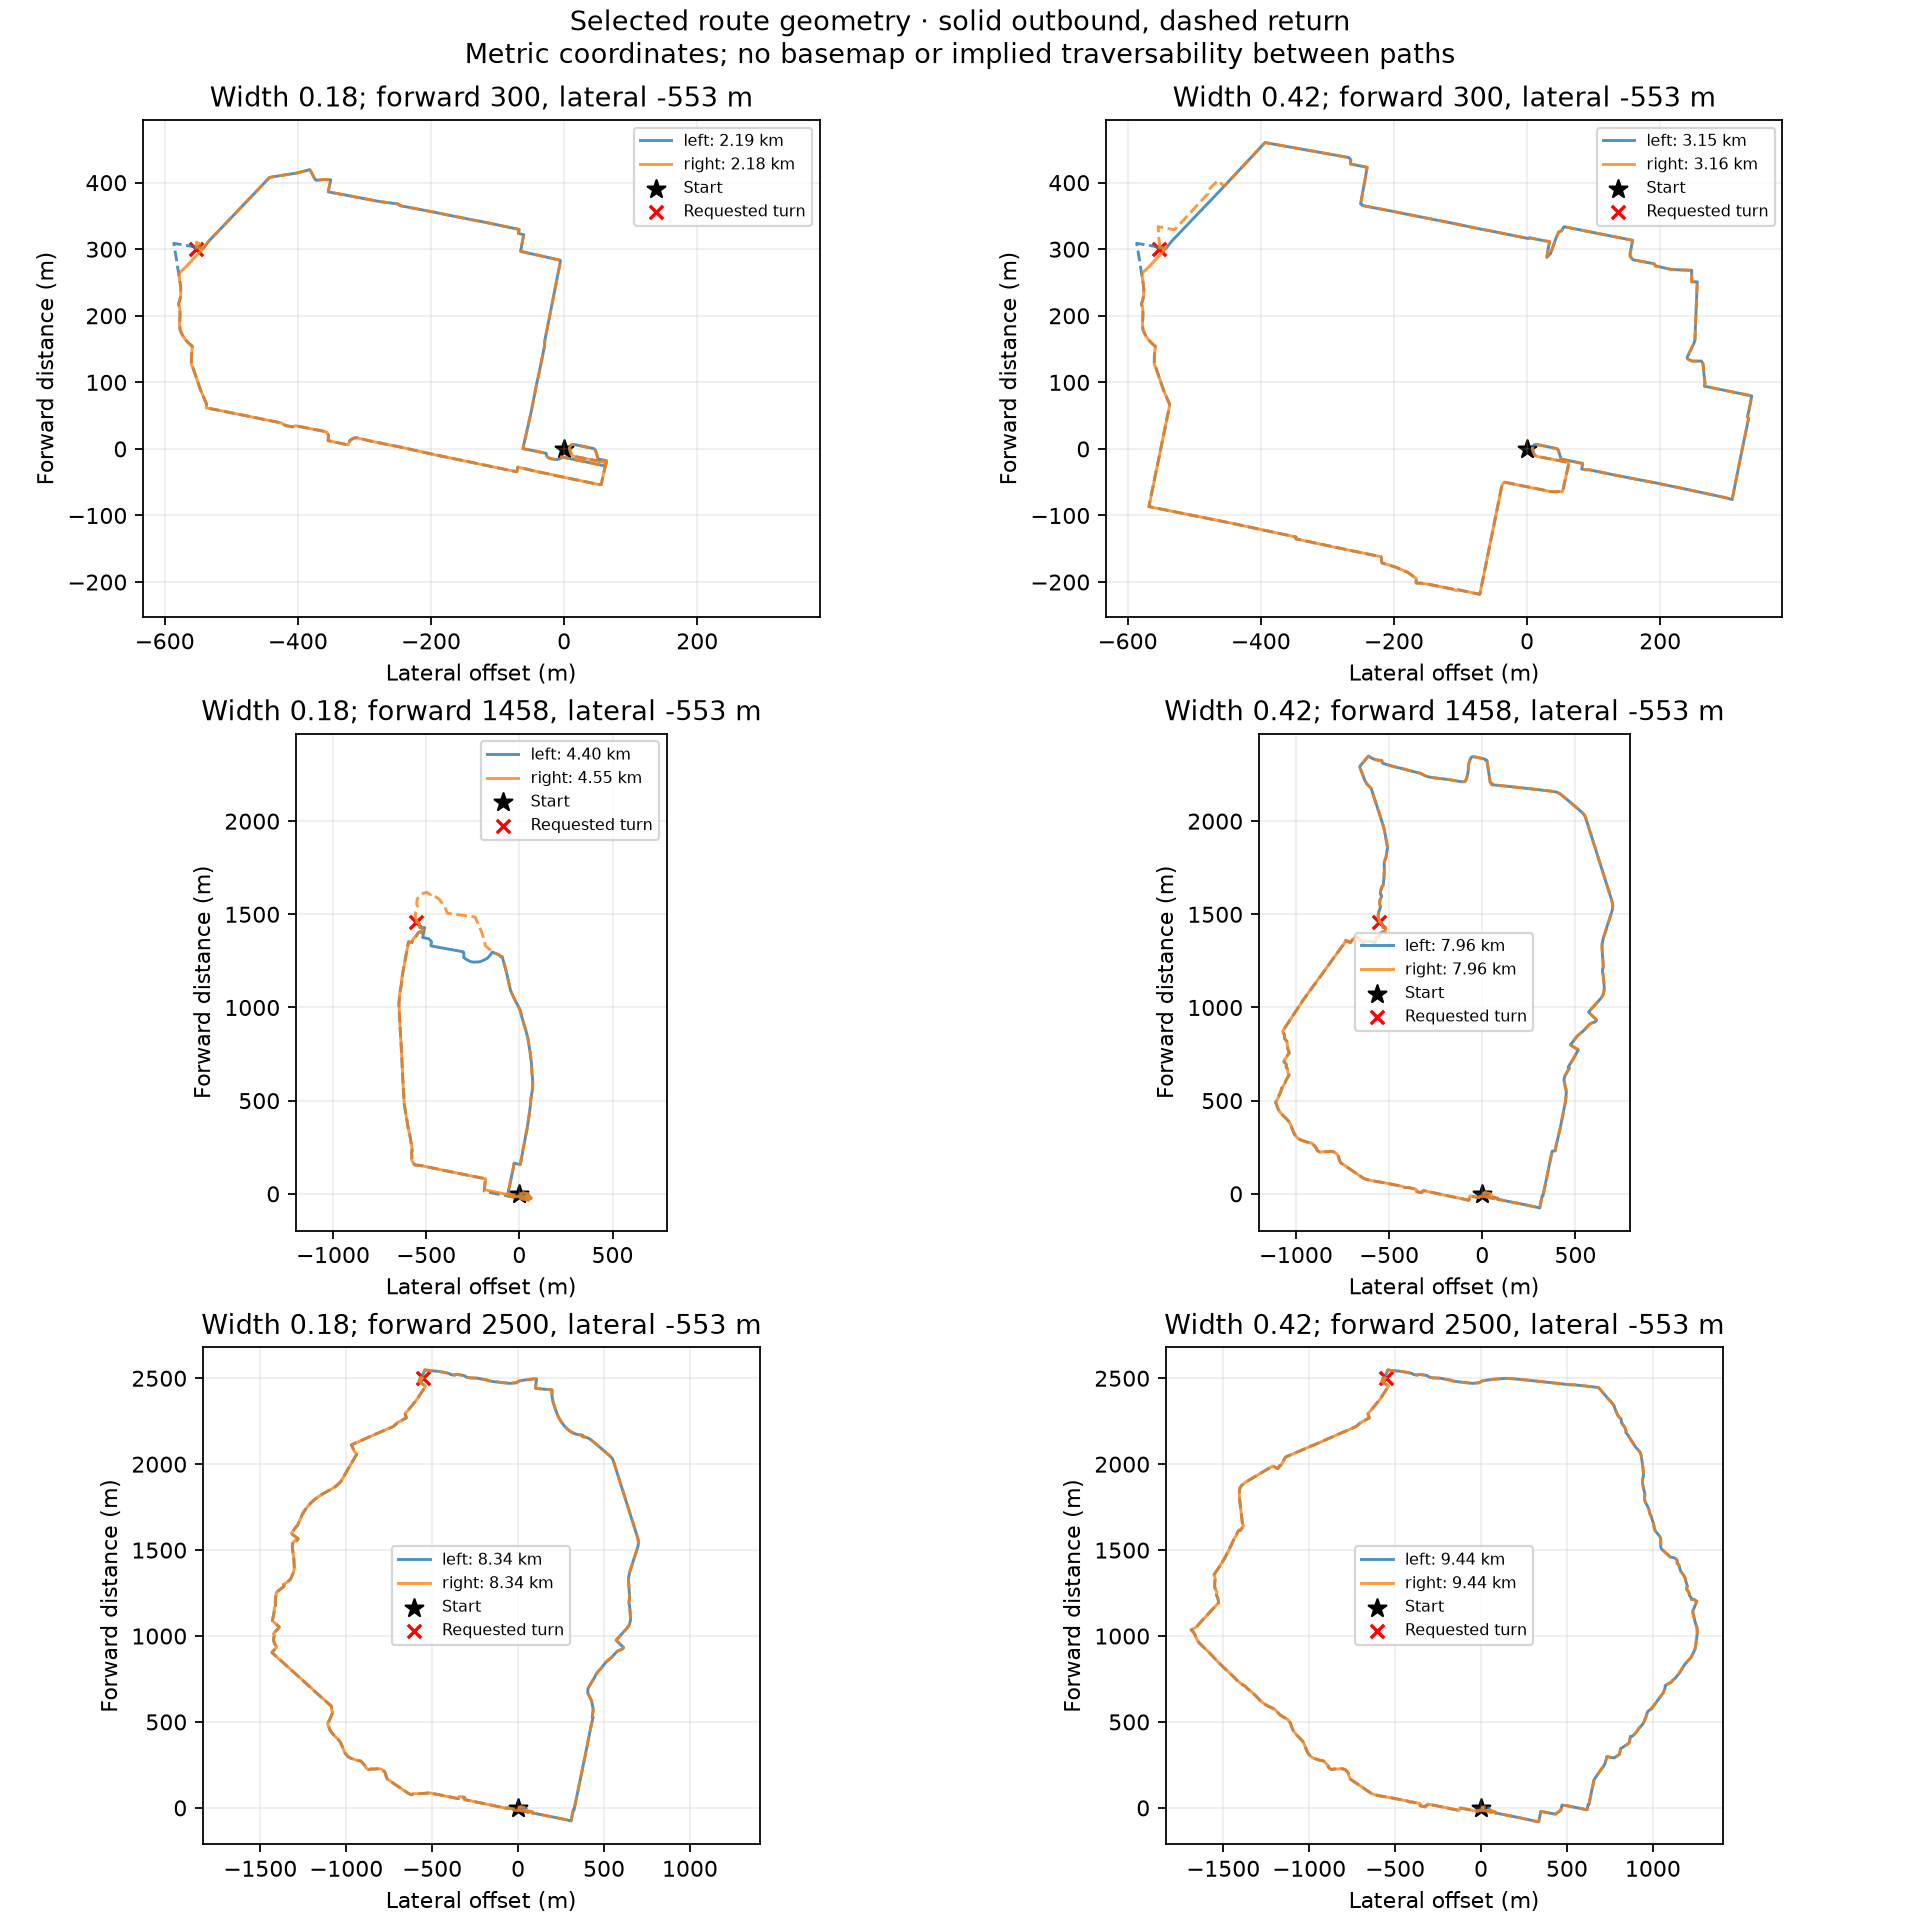 Selected route geometry · solid outbound, dashed return
Metric coordinates; no basemap or implied traversability between paths
Width 0.18; forward 300, lateral -553 m
left: 2.19 km
right: 2.18 km
Start
Requested turn
400
300
200
100
0
−100
−200
Forward distance (m)
−600
−400
−200
0
200
Lateral offset (m)
Width 0.42; forward 300, lateral -553 m
left: 3.15 km
right: 3.16 km
Start
Requested turn
400
300
200
100
0
−100
−200
Forward distance (m)
−600
−400
−200
0
200
Lateral offset (m)
Width 0.18; forward 1458, lateral -553 m
left: 4.40 km
right: 4.55 km
Start
Requested turn
2000
1500
1000
500
0
Forward distance (m)
−1000
−500
0
500
Lateral offset (m)
Width 0.42; forward 1458, lateral -553 m
left: 7.96 km
right: 7.96 km
Start
Requested turn
2000
1500
1000
500
0
Forward distance (m)
−1000
−500
0
500
Lateral offset (m)
Width 0.18; forward 2500, lateral -553 m
left: 8.34 km
right: 8.34 km
Start
Requested turn
2500
2000
1500
1000
500
0
Forward distance (m)
−1500
−1000
−500
0
500
1000
Lateral offset (m)
Width 0.42; forward 2500, lateral -553 m
left: 9.44 km
right: 9.44 km
Start
Requested turn
2500
2000
1500
1000
500
0
Forward distance (m)
−1500
−1000
−500
0
500
1000
Lateral offset (m)